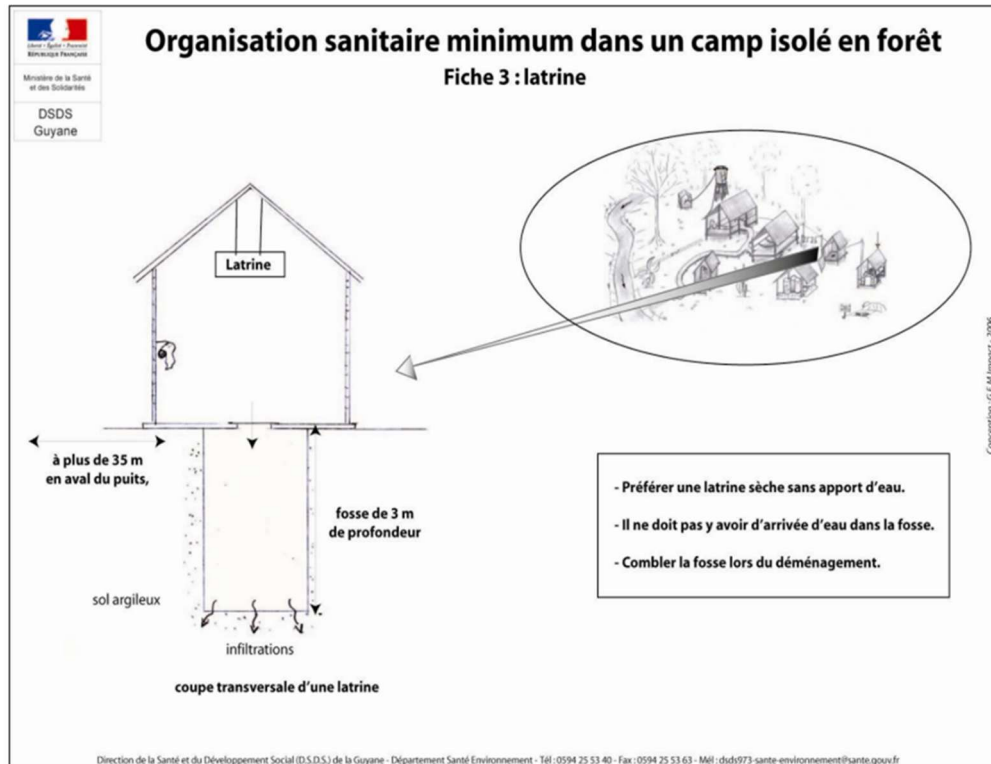 Liberté • Égalité • Fraternité
RÉPUBLIQUE FRANÇAISE
Ministère de la Santé
et des Solidarités
DSDS
Guyane
Organisation sanitaire minimum dans un camp isolé en forêt
Fiche 3 : latrine
Latrine
à plus de 35 m
en aval du puits,
fosse de 3 m
de profondeur
sol argileux
infiltrations
coupe transversale d'une latrine
- Préférer une latrine sèche sans apport d'eau.
- Il ne doit pas y avoir d'arrivée d'eau dans la fosse.
- Combler la fosse lors du déménagement.
Direction de la Santé et du Développement Social (D.S.D.S.) de la Guyane - Département Santé Environnement - Tél : 0594 25 53 40 - Fax : 0594 25 53 63 - Mél : dsds973-sante-environnement@sante.gouv.fr